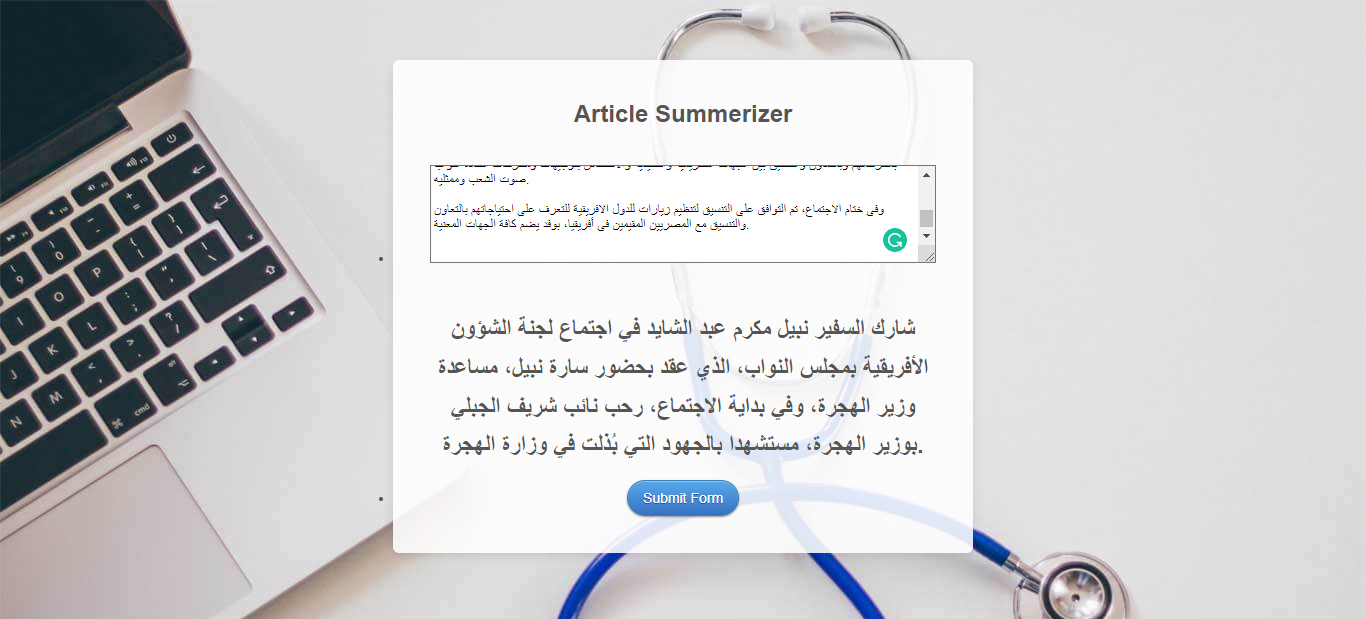 Article Summerizer
صوت الشعب وممثليه.
وفى ختام الاجتماع، تم التوافق على التنسيق لتنظيم زيارات للدول الافريقية للتعرف على احتياجاتهم بالتعاون
والتنسيق مع المصريين المقيمين فى أفريقيا، بوفد يضم كافة الجهات المعنية.
شارك السفير نبيل مكرم عبد الشايد في اجتماع لجنة الشؤون
الأفريقية بمجلس النواب، الذي عقد بحضور سارة نبيل، مساعدة
وزير الهجرة، وفي بداية الاجتماع، رحب نائب شريف الجبلي
بوزير الهجرة، مستشهدا بالجهود التي بُذلت في وزارة الهجرة.
Submit Form